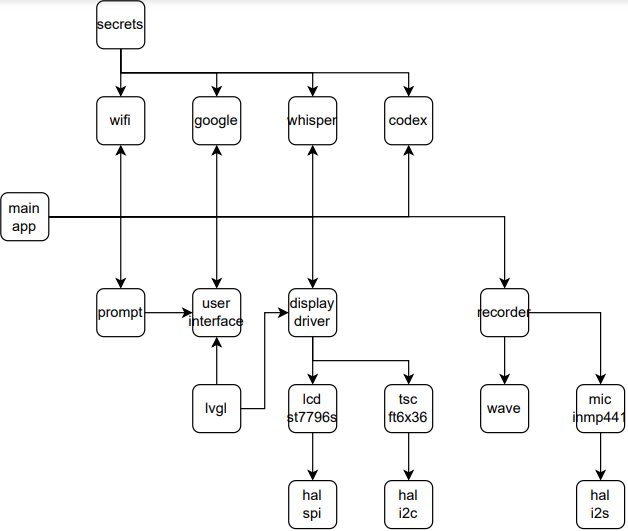 secrets
wifi
google
whisper
codex
main
app
prompt
user
interface
display
driver
recorder
lvgl
lcd
st7796s
tsc
ft6x36
wave
mic
inmp441
hal
spi
hal
i2c
hal
i2s